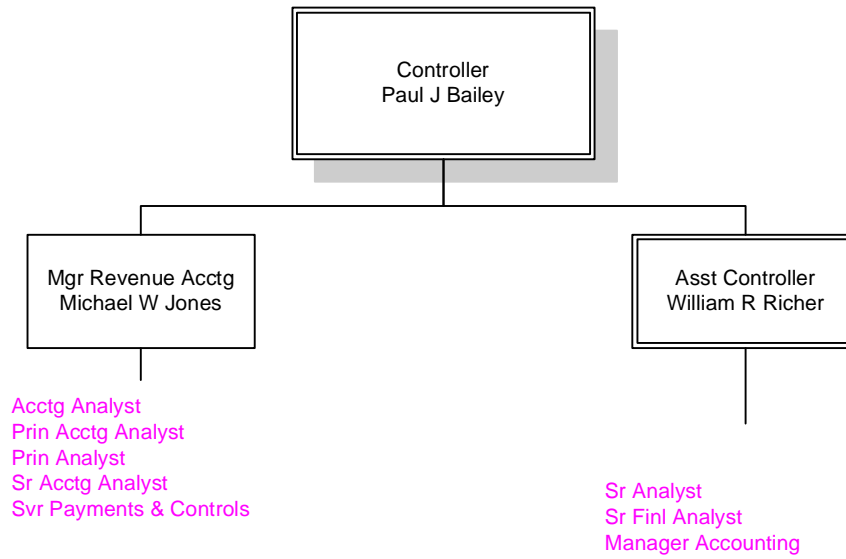 Controller
Paul J Bailey
Mgr Revenue Acctg
Michael W Jones
Asst Controller
William R Richer
Acctg Analyst
Prin Acctg Analyst
Prin Analyst
Sr Acctg Analyst
Svr Payments & Controls
Sr Analyst
Sr Finl Analyst
Manager Accounting